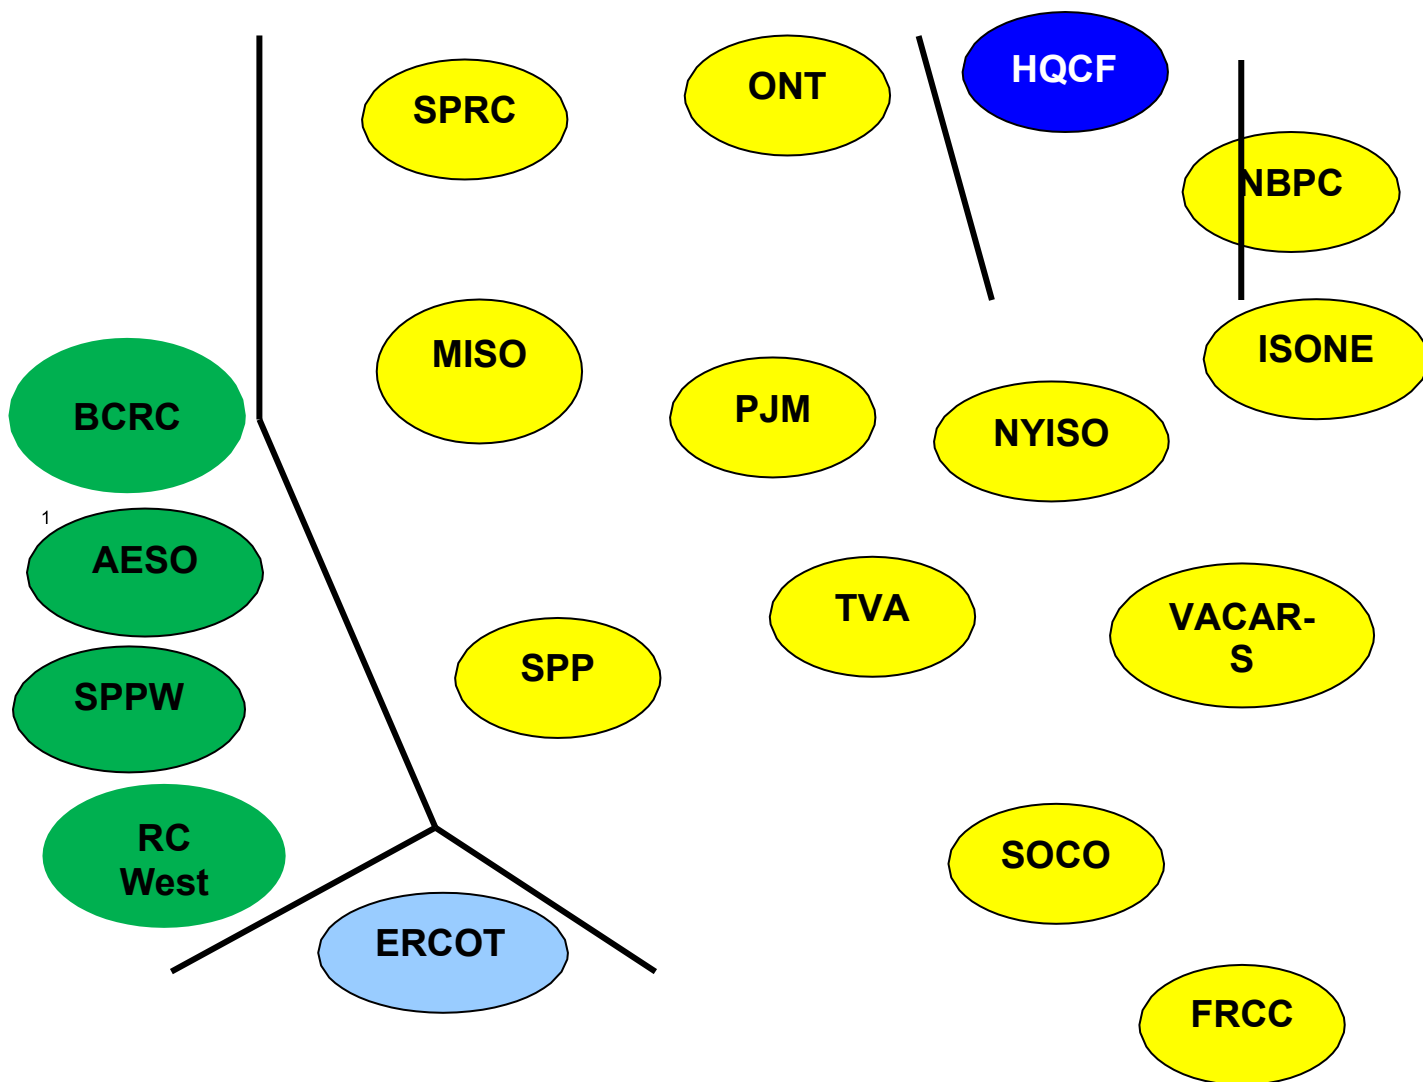 HQCF
ONT
SPRC
NBPC
ISONE
MISO
PJM
BCRC
NYISO
1
AESO
TVA
VACAR-
S
SPP
SPPW
RC
West
SOCO
ERCOT
FRCC